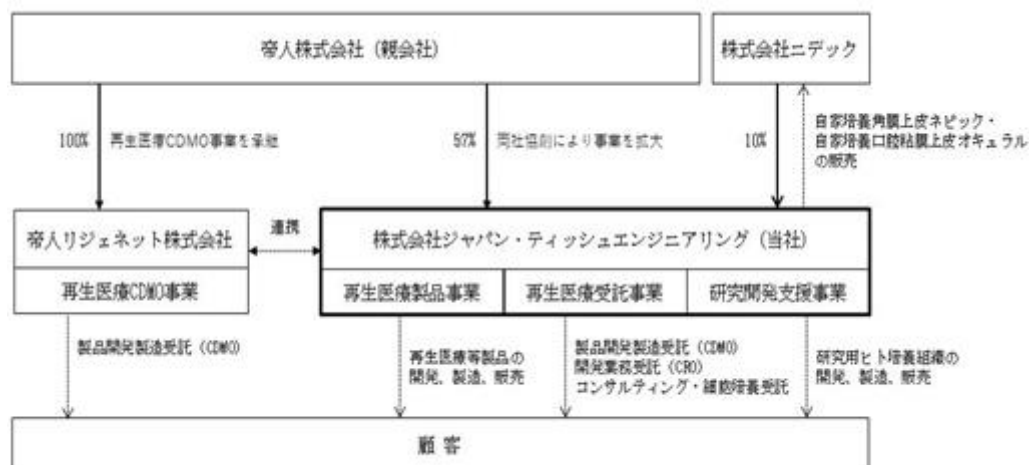 帝人株式会社（親会社）
株式会社ニデック
100%
再生医療CDMO事業を承継
57%
両社協創により事業を拡大
10%
自家培養角膜上皮ネピック・
自家培養口腔粘膜上皮オキュラル
の販売
帝人リジェネット株式会社
連携
株式会社ジャパン・ティッシュエンジニアリング（当社）
再生医療CDMO事業
再生医療製品事業
再生医療受託事業
研究開発支援事業
製品開発製造受託（CDMO）
再生医療等製品の
開発、製造、販売
製品開発製造受託（CDMO）
開発業務受託（CRO）
コンサルティング・細胞培養受託
研究用ヒト培養組織の
開発、製造、販売
顧客